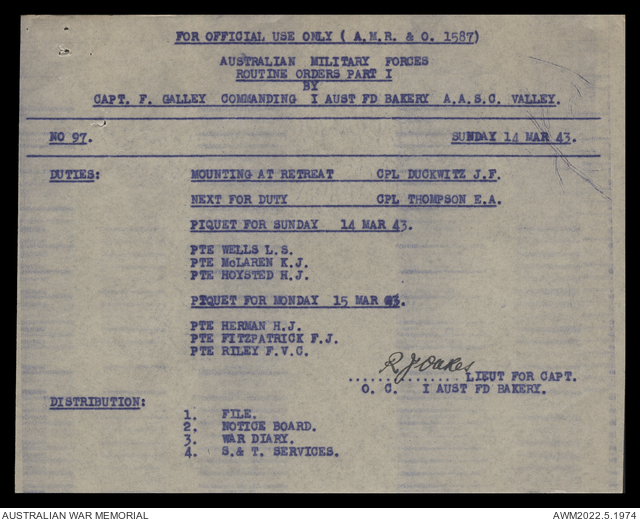 FOR OFFICIAL USE ONLY ( A.M.R. & O. 1587)
AUSTRALIAN MILITARY FORCES
ROUTINE ORDERS PART I
BY
CAPT. F. GALLEY COMMANDING I AUST FD BAKERY A.A.S.C. VALLEY.
NO 97. SUNDAY 14 MAR 43.
DUTIES: MOUNTING AT RETREAT CPL DUCKWITZ J.F.
NEXT FOR DUTY CPL THOMPSON E.A.
PIQUET FOR SUNDAY 14 MAR 43.
PTE WELLS L.S.
PTE McLAREN K.J.
PTE HOYSTED H.J.
PIQUET FOR MONDAY 15 MAR 43.
PTE HERMAN H.J.
PTE FITZPATRICK F.J.
PTE RILEY F.V.C.
R J Oakes
.............. LIEUT FOR CAPT.
O. C. I AUST FD BAKERY.
DISTRIBUTION:
1. FILE.
2. NOTICE BOARD.
3. WAR DIARY.
4. S.& T. SERVICES.
AUSTRALIAN WAR MEMORIAL AWM2022.5.1974